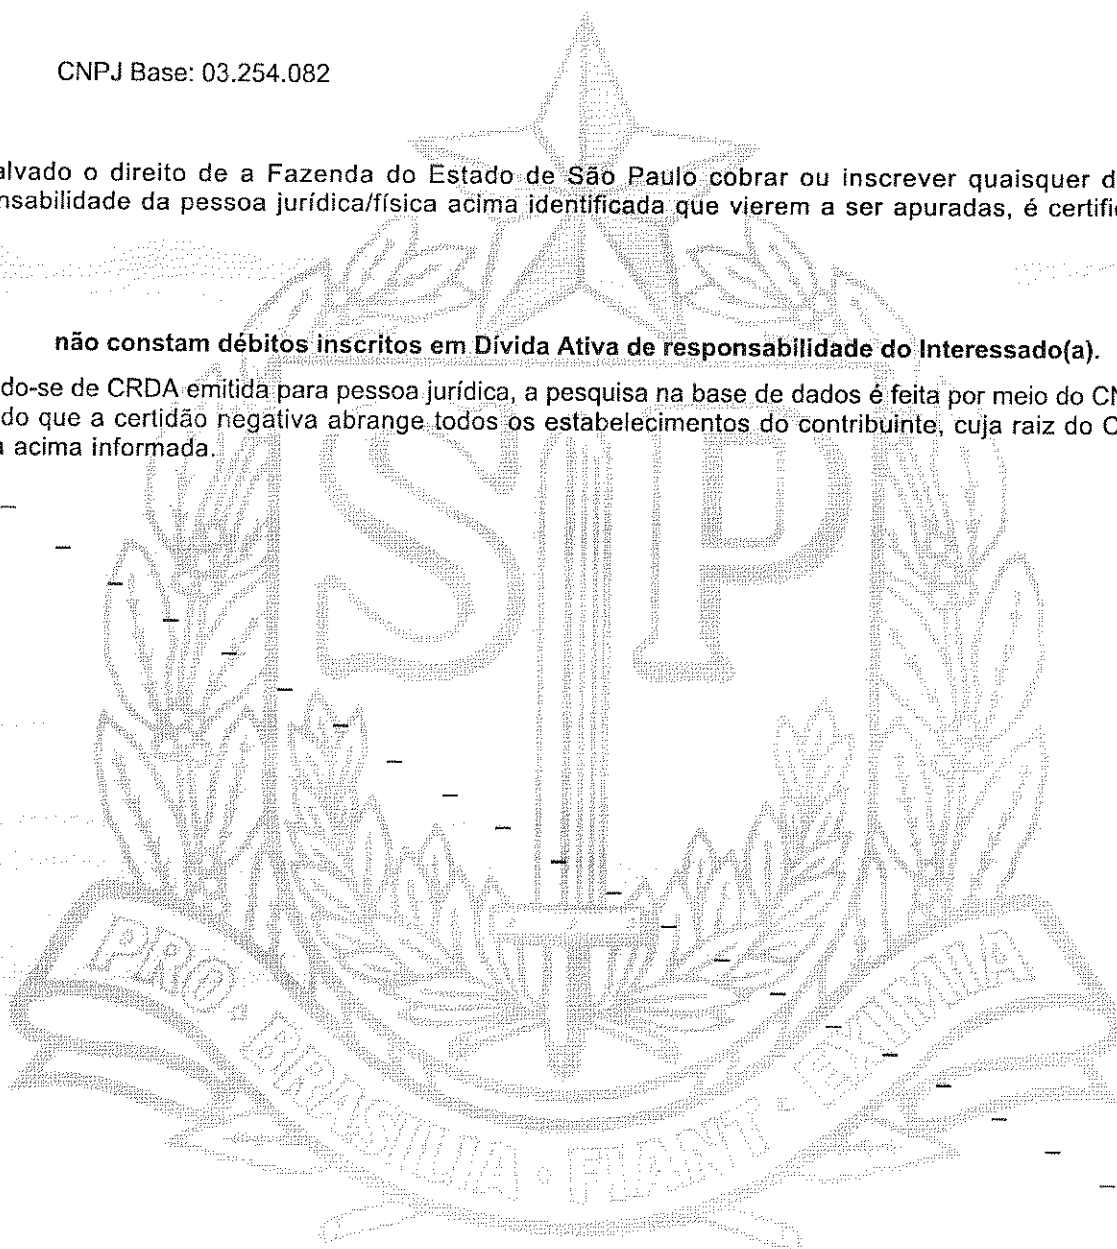 CNPJ Base: 03.254.082
alvado o direito de a Fazenda do Estado de São Paulo cobrar ou inscrever quaisquer d
nsabilidade da pessoa jurídica/física acima identificada que vierem a ser apuradas, é certifi
não constam débitos inscritos em Dívida Ativa de responsabilidade do Interessado(a).
do-se de CRDA emitida para pessoa jurídica, a pesquisa na base de dados é feita por meio do CN
do que a certidão negativa abrange todos os estabelecimentos do contribuinte, cuja raiz do C
a acima informada.
SP
PRO · BRASILIA · FIANT · EXIMIA